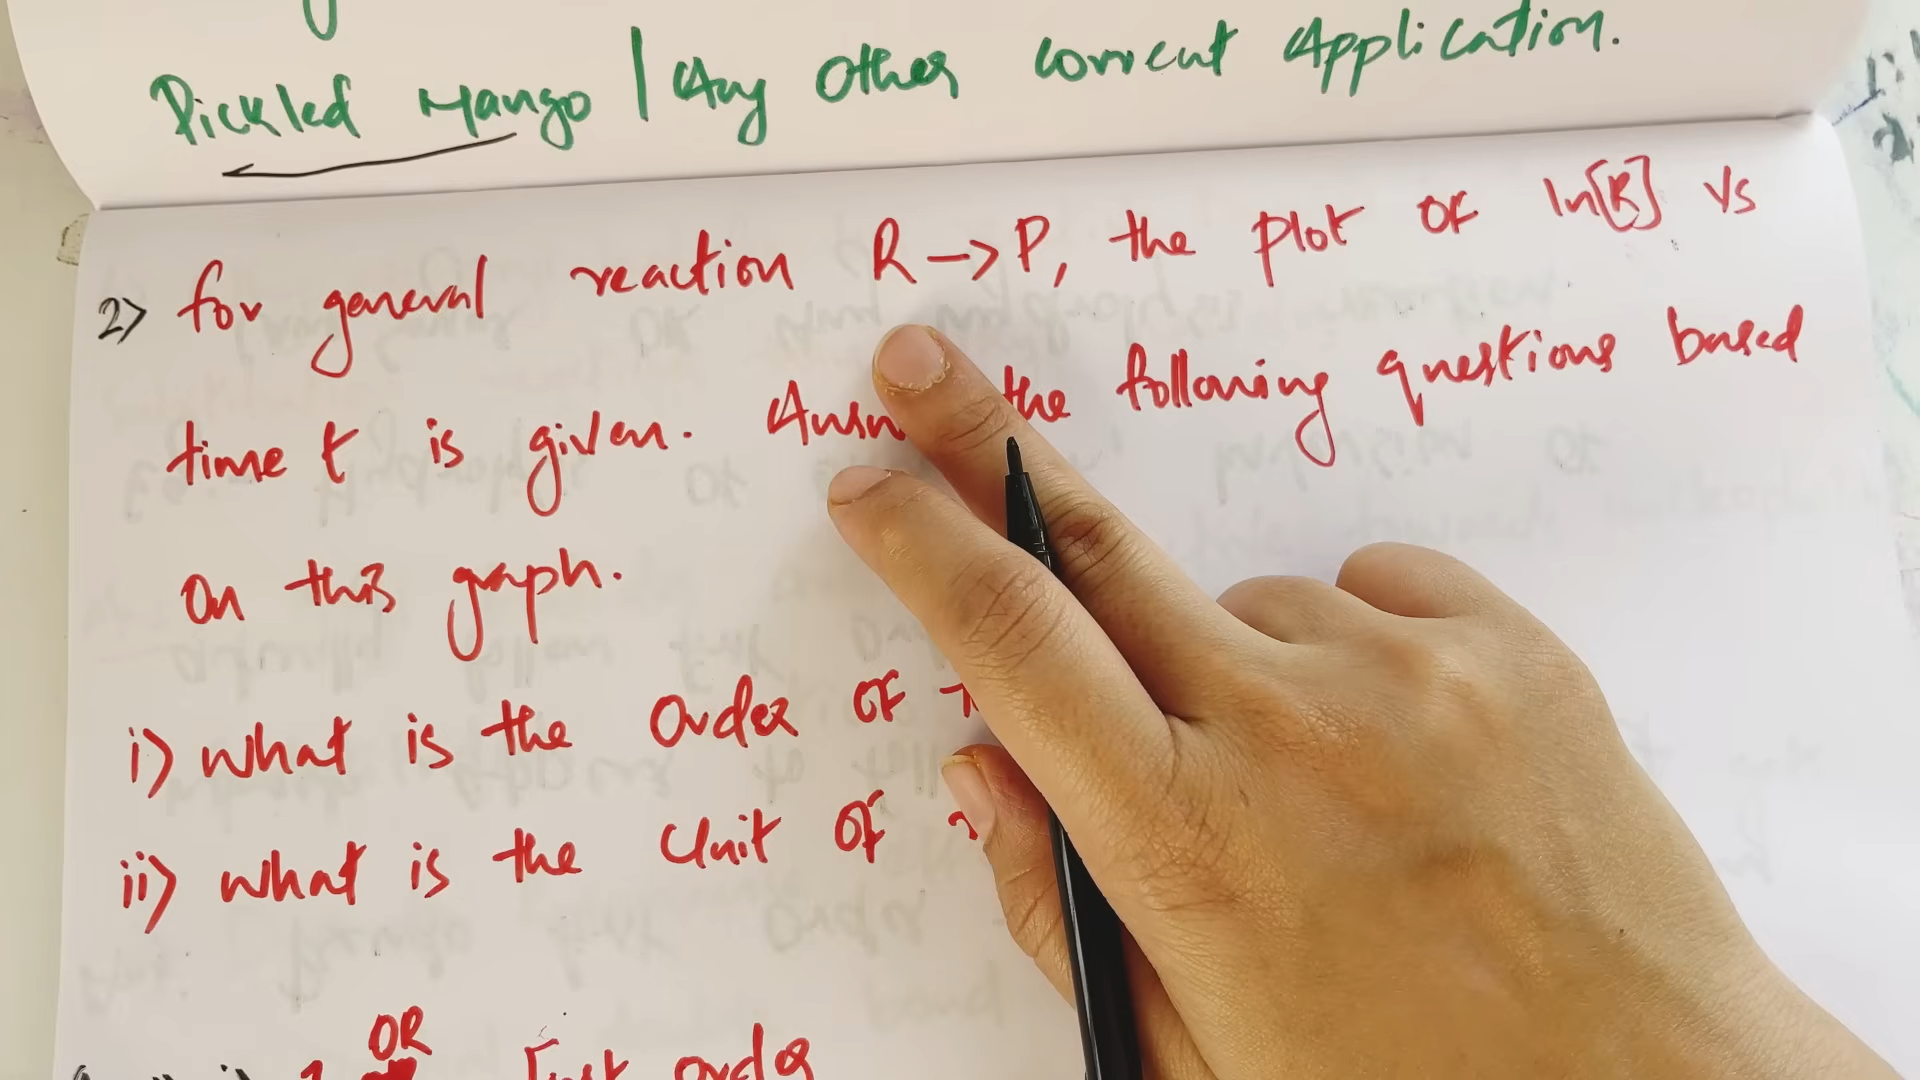 Pickled Mango / Any Other correct Application.
2) for general reaction R → P, the plot of ln[R] vs
time t is given. the following questions based
on this graph.
i) what is the order of
ii) what is the unit of
OR
order